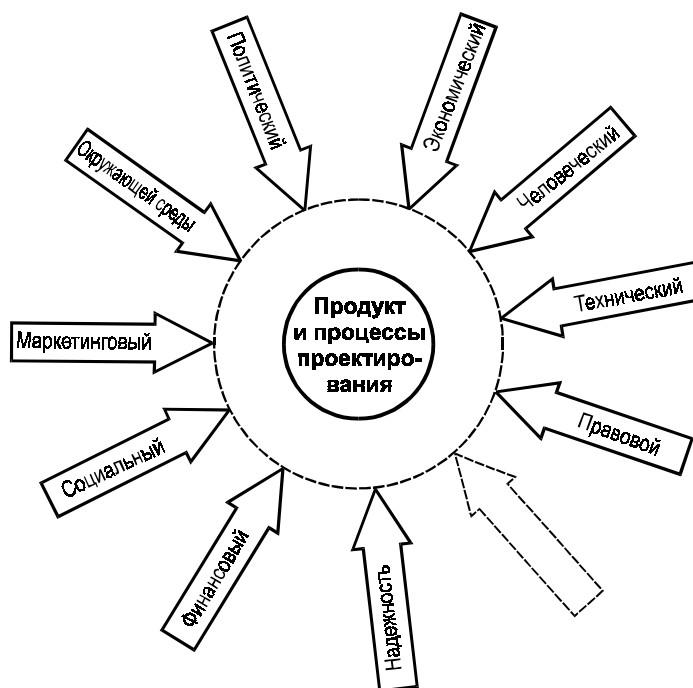 Политический
Экономический
Окружающей среды
Человеческий
Технический
Продукт
и процессы
проектиро-
вания
Маркетинговый
Правовой
Социальный
Финансовый
Надежность